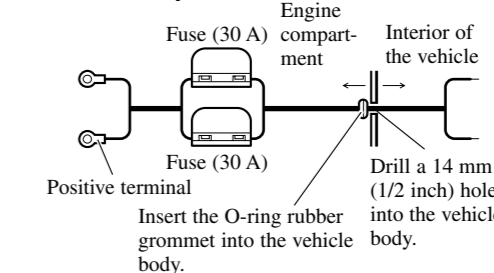 Engine
compart-
ment
Fuse (30 A)
Interior of
the vehicle
Fuse (30 A)
Positive terminal
Drill a 14 mm
(1/2 inch) hole
into the vehicle
body.
Insert the O-ring rubber
grommet into the vehicle
body.